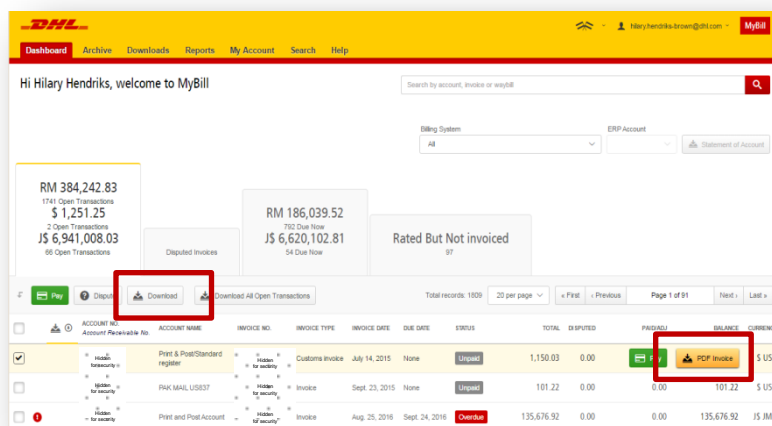 DHL
hilary.hendriks-brown@dhl.com
MyBill
Dashboard Archive Downloads Reports My Account Search Help
Hi Hilary Hendriks, welcome to MyBill
Search by account, invoice or waybill
Billing System
ERP Account
All
Statement of Account
RM 384,242.83
1741 Open Transactions
$ 1,251.25
2 Open Transactions
J$ 6,941,008.03
66 Open Transactions
Disputed Invoices
RM 186,039.52
792 Due Now
J$ 6,620,102.81
54 Due Now
Rated But Not invoiced
97
Pay Dispute Download Download All Open Transactions Total records: 1809 20 per page « First ‹ Previous Page 1 of 91 Next › Last »
ACCOUNT NO. ACCOUNT NAME INVOICE NO. INVOICE TYPE INVOICE DATE DUE DATE STATUS TOTAL DISPUTED PAID/ADJ BALANCE CURRENC
Account Receivable No.
Hidden for security Print & Post/Standard register Hidden for security Customs invoice July 14, 2015 None Unpaid 1,150.03 0.00 Pay PDF Invoice $ US
Hidden for security PAK MAIL US837 Hidden for security Invoice Sept. 23, 2015 None Unpaid 101.22 0.00 0.00 101.22 $ US
Hidden for security Print and Post Account Hidden for security Invoice Aug. 25, 2016 Sept. 24, 2016 Overdue 135,676.92 0.00 0.00 135,676.92 J$ JM